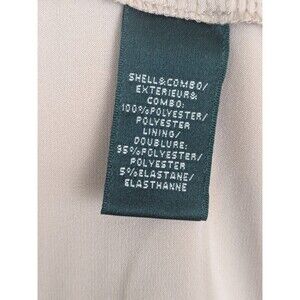 SHELL&COMBO/
EXTERIEUR&
COMBO:
100%POLYESTER/
POLYESTER
LINING/
DOUBLURE:
95%POLYESTER/
POLYESTER
5%ELASTANE/
ELASTHANNE